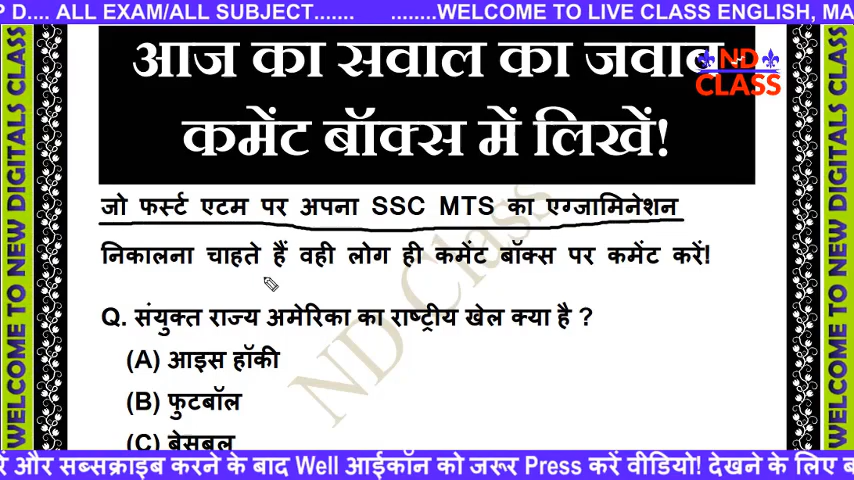 P D.... ALL EXAM/ALL SUBJECT....... ........WELCOME TO LIVE CLASS ENGLISH, MA
आज का सवाल का जवाब
ND
CLASS
कमेंट बॉक्स में लिखें!
जो फर्स्ट एटम पर अपना SSC MTS का एग्जामिनेशन
निकालना चाहते हैं वही लोग ही कमेंट बॉक्स पर कमेंट करें!
Q. संयुक्त राज्य अमेरिका का राष्ट्रीय खेल क्या है ?
(A) आइस हॉकी
(B) फुटबॉल
(C) बेसबल
ND Class
WELCOME TO NEW DIGITALS CLASS
WELCOME TO NEW DIGITALS CLASS
और सब्सक्राइब करने के बाद Well आईकॉन को जरूर Press करें वीडियो! देखने के लिए